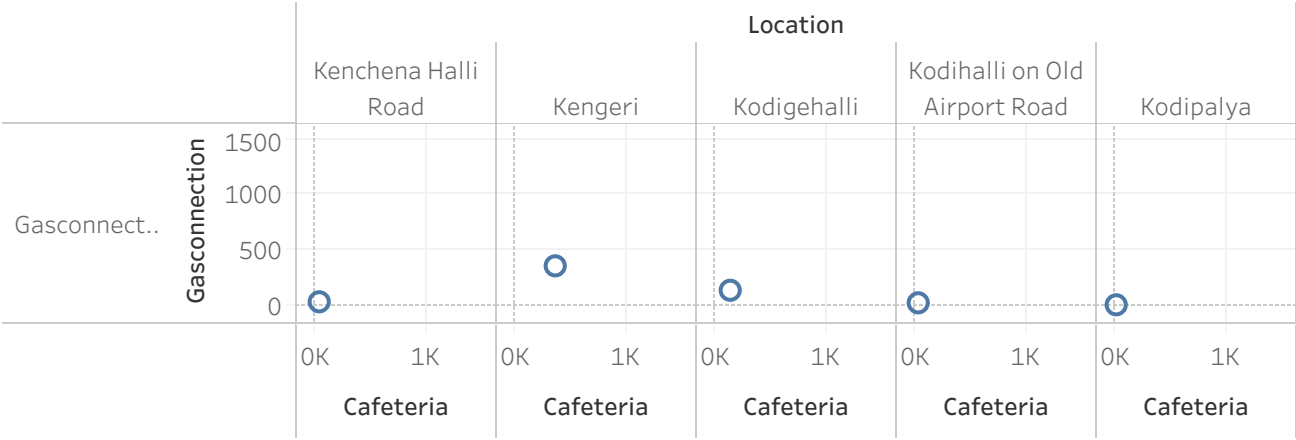 Location
Kenchena Halli Road
Kengeri
Kodigehalli
Kodihalli on Old Airport Road
Kodipalya
Gasconnect..
Gasconnection
1500
1000
500
0
0K 1K 0K 1K 0K 1K 0K 1K 0K 1K
Cafeteria Cafeteria Cafeteria Cafeteria Cafeteria